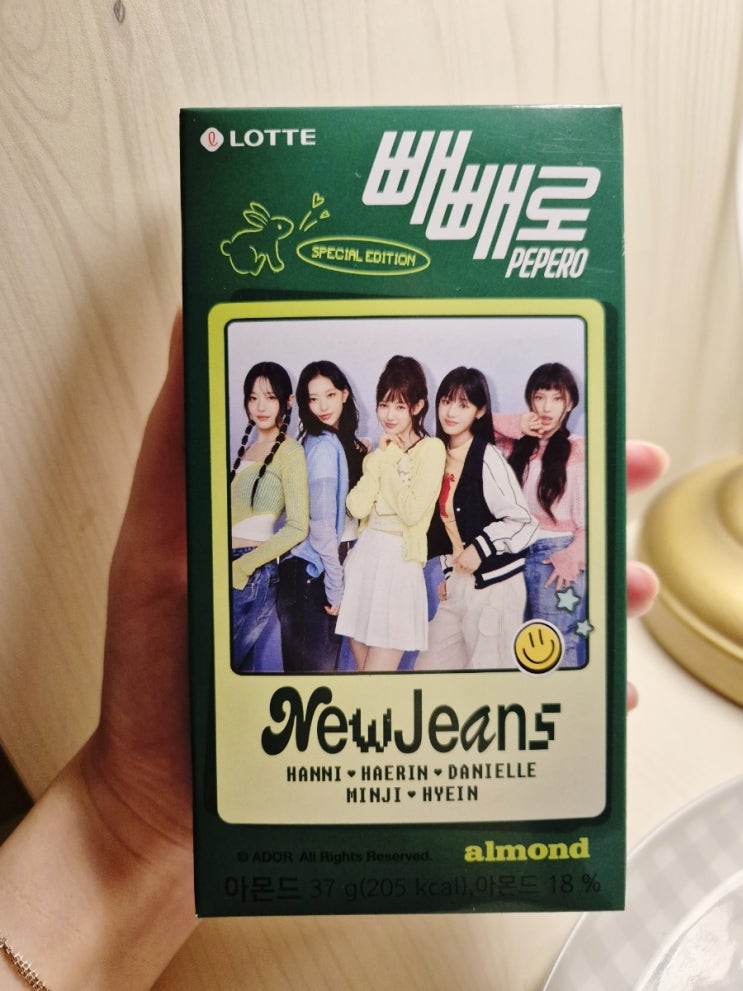 LOTTE
빼빼로
PEPERO
SPECIAL EDITION
NewJeans
HANNI ♥ HAERIN ♥ DANIELLE
MINJI ♥ HYEIN
© ADOR All Rights Reserved.
almond
아몬드 37 g(205 kcal),아몬드 18 %